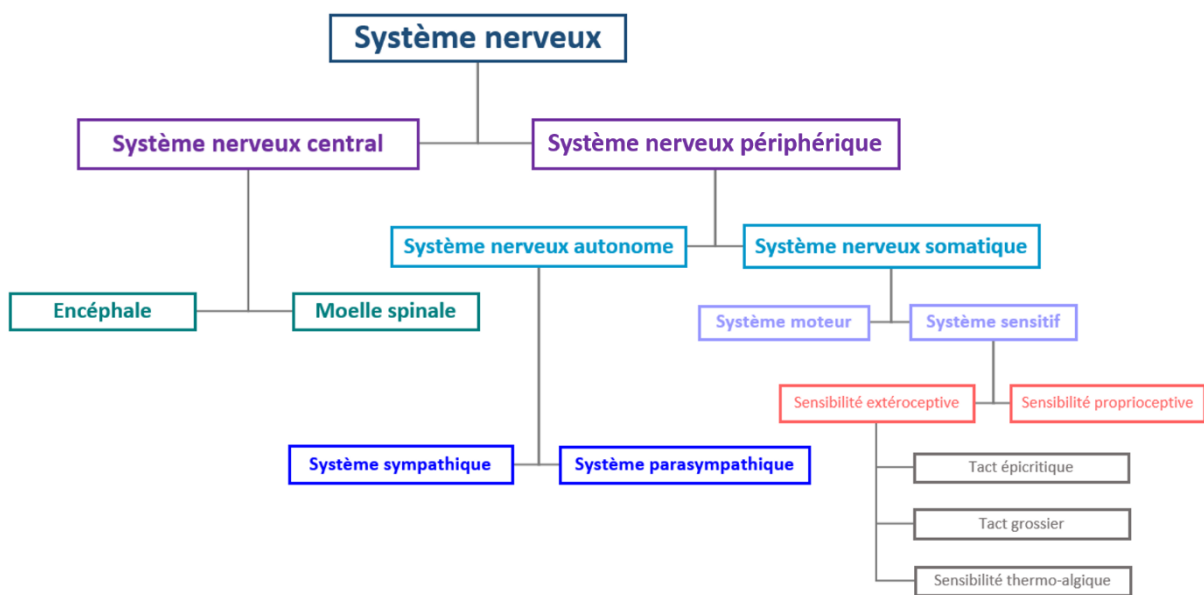 Système nerveux
Système nerveux central
Système nerveux périphérique
Système nerveux autonome
Système nerveux somatique
Encéphale
Moelle spinale
Système moteur
Système sensitif
Sensibilité extéroceptive
Sensibilité proprioceptive
Système sympathique
Système parasympathique
Tact épicritique
Tact grossier
Sensibilité thermo-algique